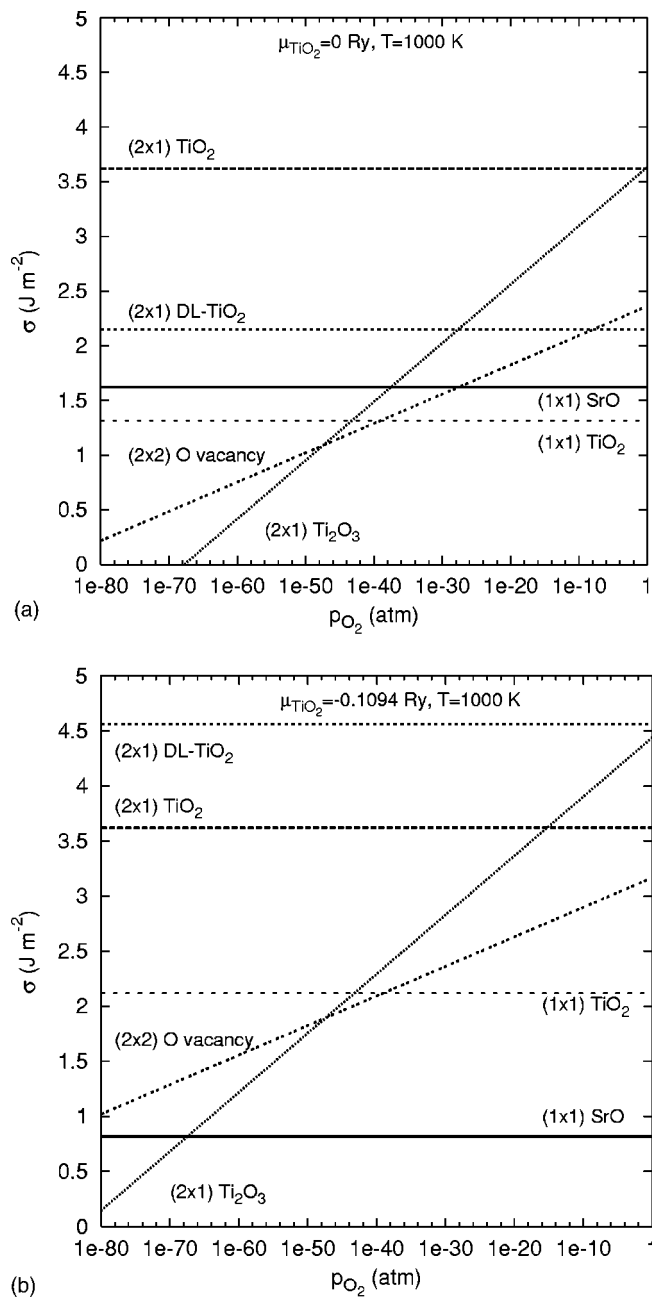 μTiO₂=0 Ry, T=1000 K
5
4.5
4
3.5
3
2.5
2
1.5
1
0.5
0
σ (J m⁻²)
(2x1) TiO₂
(2x1) DL-TiO₂
(1x1) SrO
(1x1) TiO₂
(2x2) O vacancy
(2x1) Ti₂O₃
1e-80 1e-70 1e-60 1e-50 1e-40 1e-30 1e-20 1e-10 1
(a)
pO₂ (atm)
μTiO₂=-0.1094 Ry, T=1000 K
5
4.5
4
3.5
3
2.5
2
1.5
1
0.5
0
σ (J m⁻²)
(2x1) DL-TiO₂
(2x1) TiO₂
(1x1) TiO₂
(2x2) O vacancy
(1x1) SrO
(2x1) Ti₂O₃
1e-80 1e-70 1e-60 1e-50 1e-40 1e-30 1e-20 1e-10 1
(b)
pO₂ (atm)